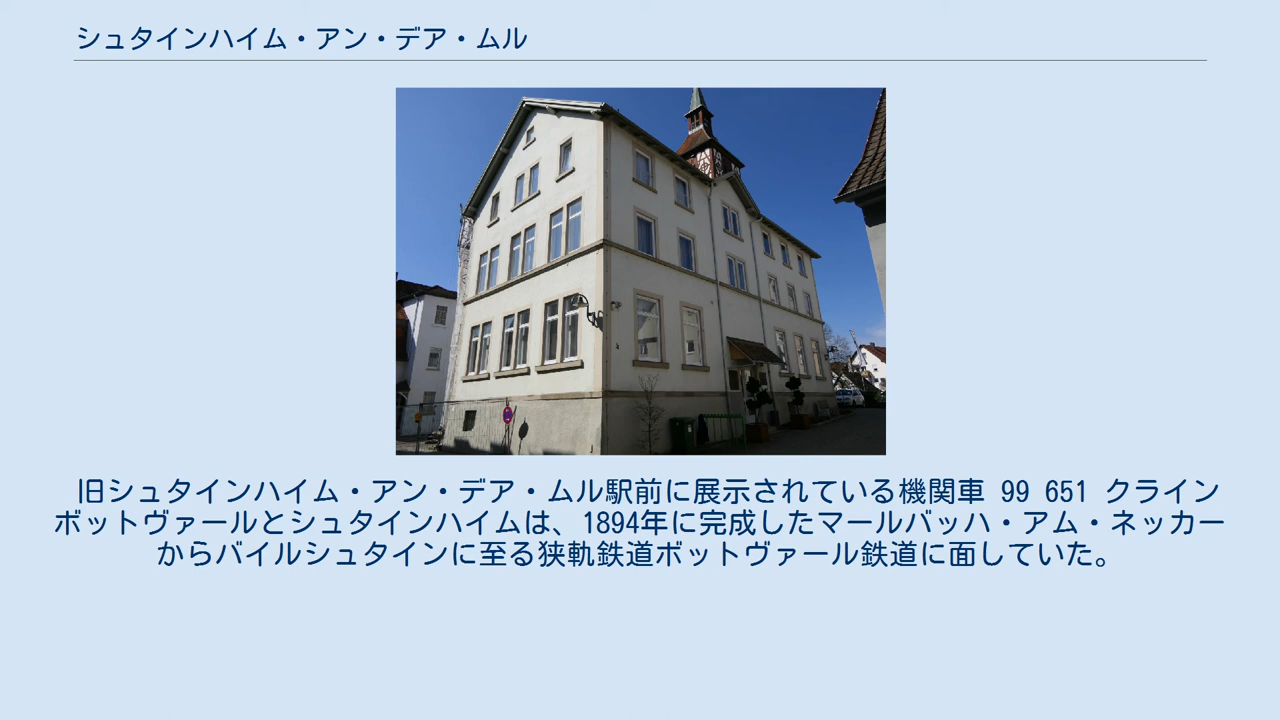 シュタインハイム・アン・デア・ムル
旧シュタインハイム・アン・デア・ムル駅前に展示されている機関車 99 651 クライン
ボットヴァールとシュタインハイムは、1894年に完成したマールバッハ・アム・ネッカー
からバイルシュタインに至る狭軌鉄道ボットヴァール鉄道に面していた。